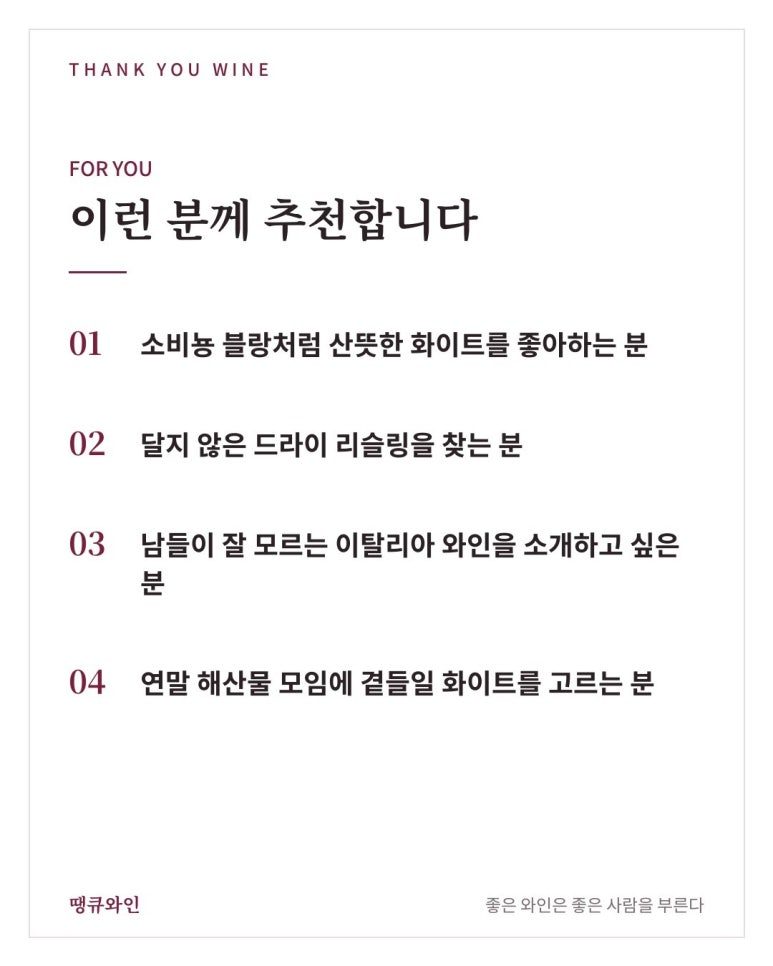 THANK YOU WINE
FOR YOU
이런 분께 추천합니다
01 소비뇽 블랑처럼 산뜻한 화이트를 좋아하는 분
02 달지 않은 드라이 리슬링을 찾는 분
03 남들이 잘 모르는 이탈리아 와인을 소개하고 싶은
분
04 연말 해산물 모임에 곁들일 화이트를 고르는 분
땡큐와인 좋은 와인은 좋은 사람을 부른다